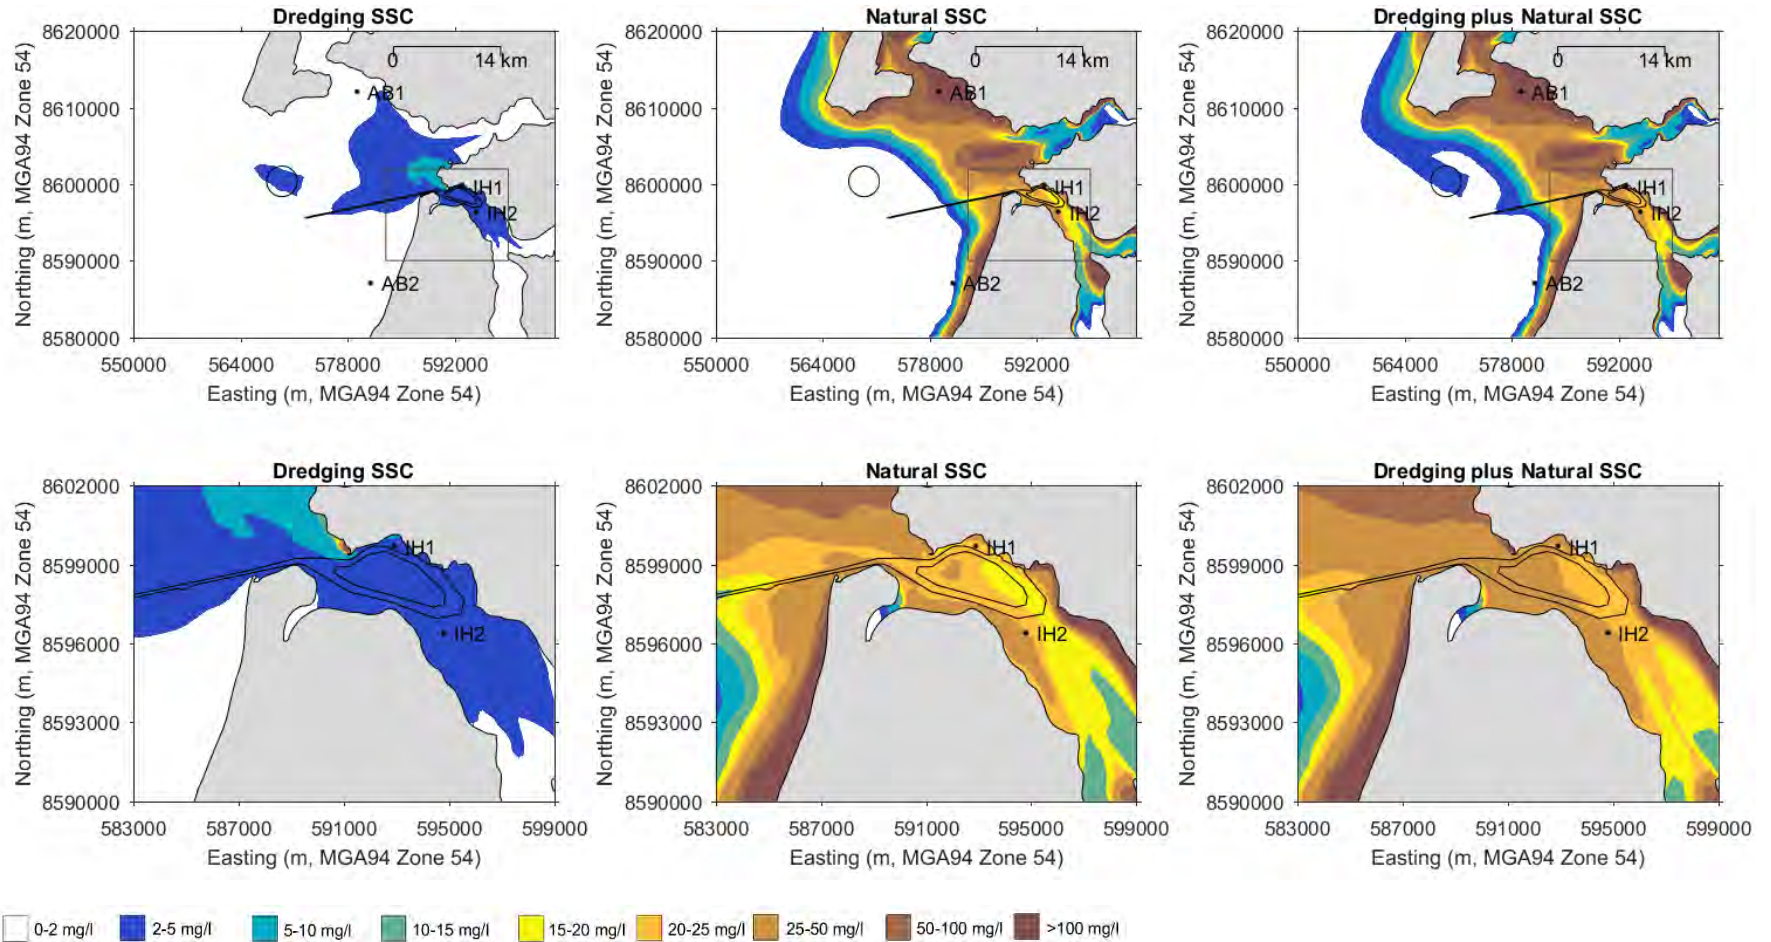 Dredging SSC
Natural SSC
Dredging plus Natural SSC
8620000
8610000
8600000
8590000
8580000
Northing (m, MGA94 Zone 54)
0 14 km
AB1
IH1
IH2
AB2
550000 564000 578000 592000
Easting (m, MGA94 Zone 54)
8620000
8610000
8600000
8590000
8580000
Northing (m, MGA94 Zone 54)
0 14 km
AB1
IH1
IH2
AB2
550000 564000 578000 592000
Easting (m, MGA94 Zone 54)
8620000
8610000
8600000
8590000
8580000
Northing (m, MGA94 Zone 54)
0 14 km
AB1
IH1
IH2
AB2
550000 564000 578000 592000
Easting (m, MGA94 Zone 54)
Dredging SSC
Natural SSC
Dredging plus Natural SSC
8602000
8599000
8596000
8593000
8590000
Northing (m, MGA94 Zone 54)
IH1
IH2
583000 587000 591000 595000 599000
Easting (m, MGA94 Zone 54)
8602000
8599000
8596000
8593000
8590000
Northing (m, MGA94 Zone 54)
IH1
IH2
583000 587000 591000 595000 599000
Easting (m, MGA94 Zone 54)
8602000
8599000
8596000
8593000
8590000
Northing (m, MGA94 Zone 54)
IH1
IH2
583000 587000 591000 595000 599000
Easting (m, MGA94 Zone 54)
0-2 mg/l 2-5 mg/l 5-10 mg/l 10-15 mg/l 15-20 mg/l 20-25 mg/l 25-50 mg/l 50-100 mg/l >100 mg/l